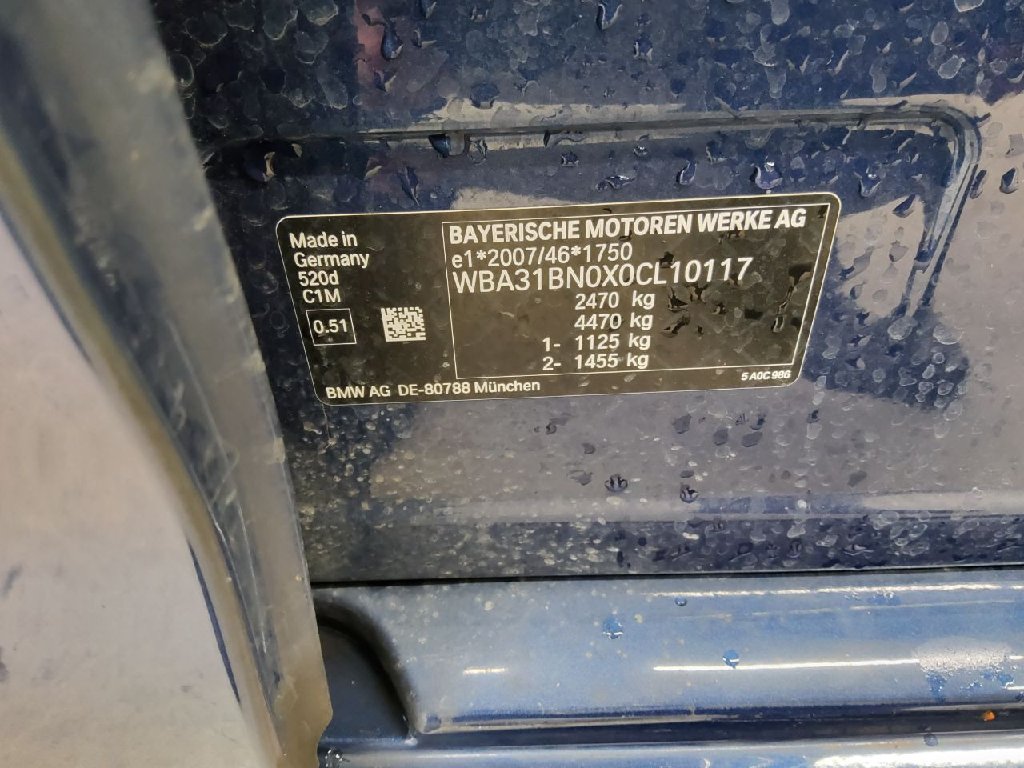 Made in
Germany
520d
C1M
0.51
BMW AG DE-80788 München
BAYERISCHE MOTOREN WERKE AG
e1*2007/46*1750
WBA31BN0X0CL10117
2470 kg
4470 kg
1- 1125 kg
2- 1455 kg
5 A0C 986